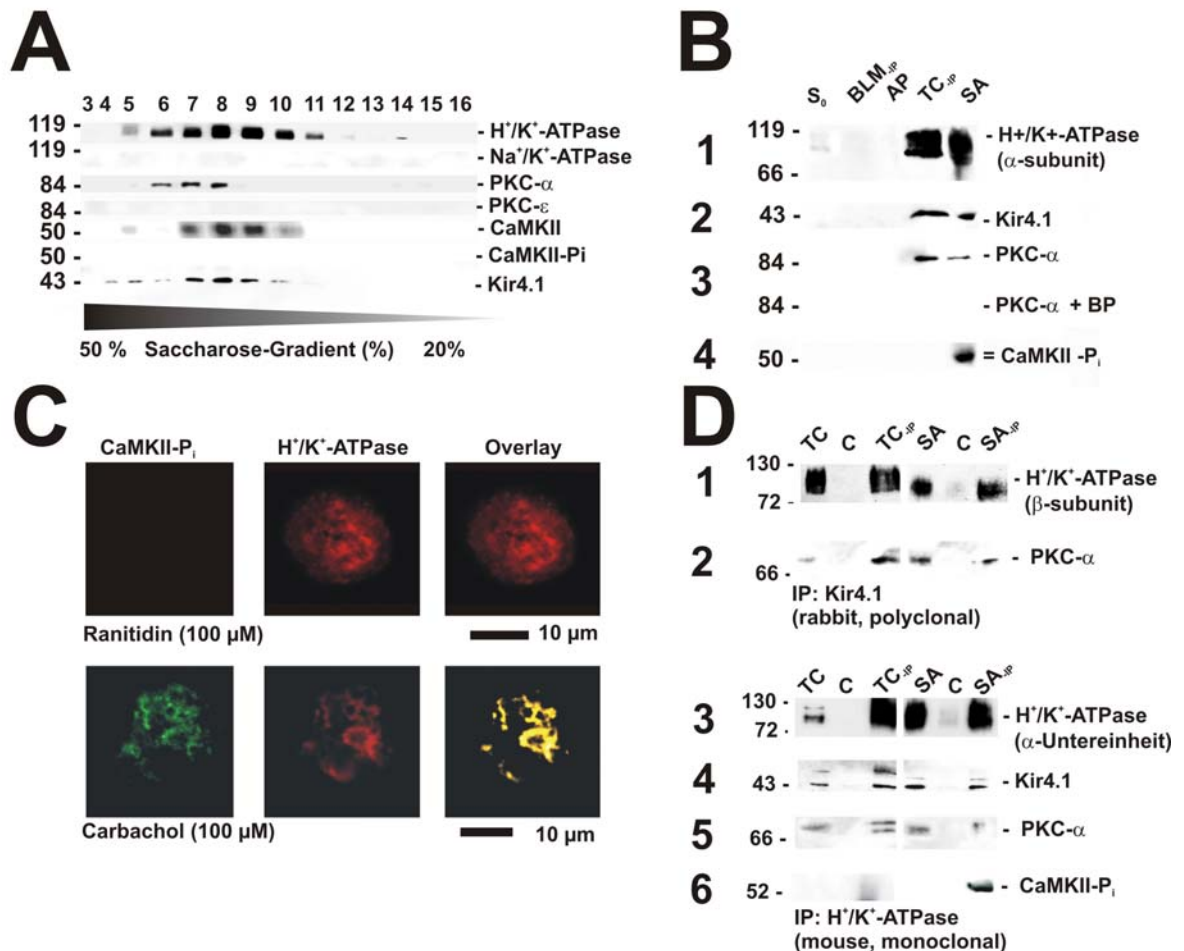 A
3 4 5 6 7 8 9 10 11 12 13 14 15 16
119 - - H⁺/K⁺-ATPase
119 - - Na⁺/K⁺-ATPase
84 - - PKC-α
84 - - PKC-ε
50 - - CaMKII
50 - CaMKII-Pi
43 - - Kir4.1
50 % Saccharose-Gradient (%) 20%
B
S₀ BLM-IP AP TC-IP SA
1
119 - - H+/K+-ATPase
(α-subunit)
66 -
2
43 - - Kir4.1
3
84 - - PKC-α
84 - - PKC-α + BP
4
50 - = CaMKII -Pᵢ
C
CaMKII-Pᵢ H⁺/K⁺-ATPase Overlay
Ranitidin (100 µM) 10 µm
Carbachol (100 µM) 10 µm
D
TC C TC-IP SA C SA-IP
1
130 - - H⁺/K⁺-ATPase
72 - (β-subunit)
2
- PKC-α
66 -
IP: Kir4.1
(rabbit, polyclonal)
TC C TC-IP SA C SA-IP
3
130 - - H⁺/K⁺-ATPase
72 - (α-Untereinheit)
4
43 - - Kir4.1
5
66 - - PKC-α
6
52 - - CaMKII-Pᵢ
IP: H⁺/K⁺-ATPase
(mouse, monoclonal)